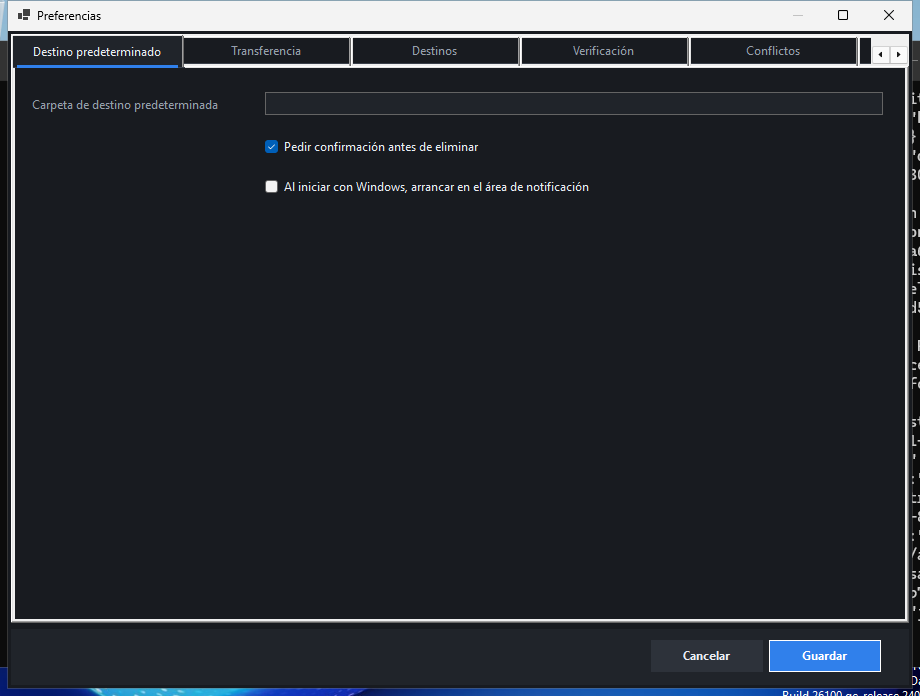 Preferencias
Destino predeterminado
Transferencia
Destinos
Verificación
Conflictos
Carpeta de destino predeterminada
Pedir confirmación antes de eliminar
Al iniciar con Windows, arrancar en el área de notificación
Cancelar
Guardar